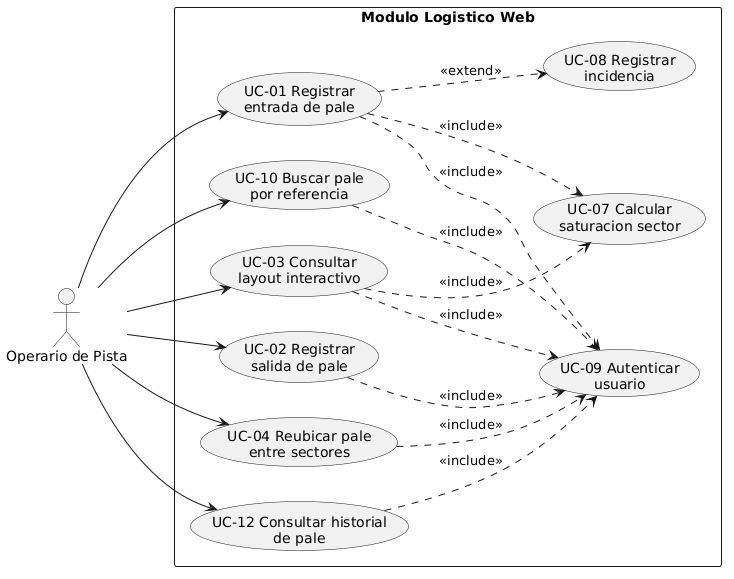 Modulo Logistico Web
UC-01 Registrar
entrada de pale
«extend»
UC-08 Registrar
incidencia
«include»
«include»
UC-10 Buscar pale
por referencia
UC-07 Calcular
saturacion sector
«include»
UC-03 Consultar
layout interactivo
«include»
«include»
Operario de Pista
UC-02 Registrar
salida de pale
UC-09 Autenticar
usuario
«include»
UC-04 Reubicar pale
entre sectores
«include»
«include»
UC-12 Consultar historial
de pale